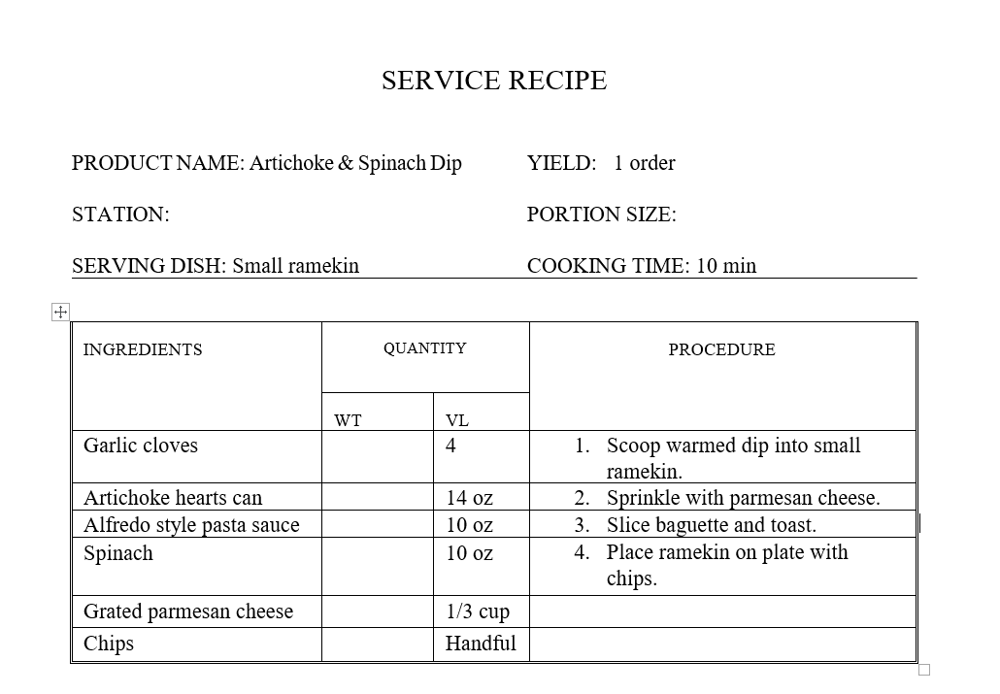 SERVICE RECIPE
PRODUCT NAME: Artichoke & Spinach Dip YIELD: 1 order
STATION: PORTION SIZE:
SERVING DISH: Small ramekin COOKING TIME: 10 min
INGREDIENTS QUANTITY PROCEDURE
WT VL
Garlic cloves 4 1. Scoop warmed dip into small
ramekin.
Artichoke hearts can 14 oz 2. Sprinkle with parmesan cheese.
Alfredo style pasta sauce 10 oz 3. Slice baguette and toast.
Spinach 10 oz 4. Place ramekin on plate with
chips.
Grated parmesan cheese 1/3 cup
Chips Handful